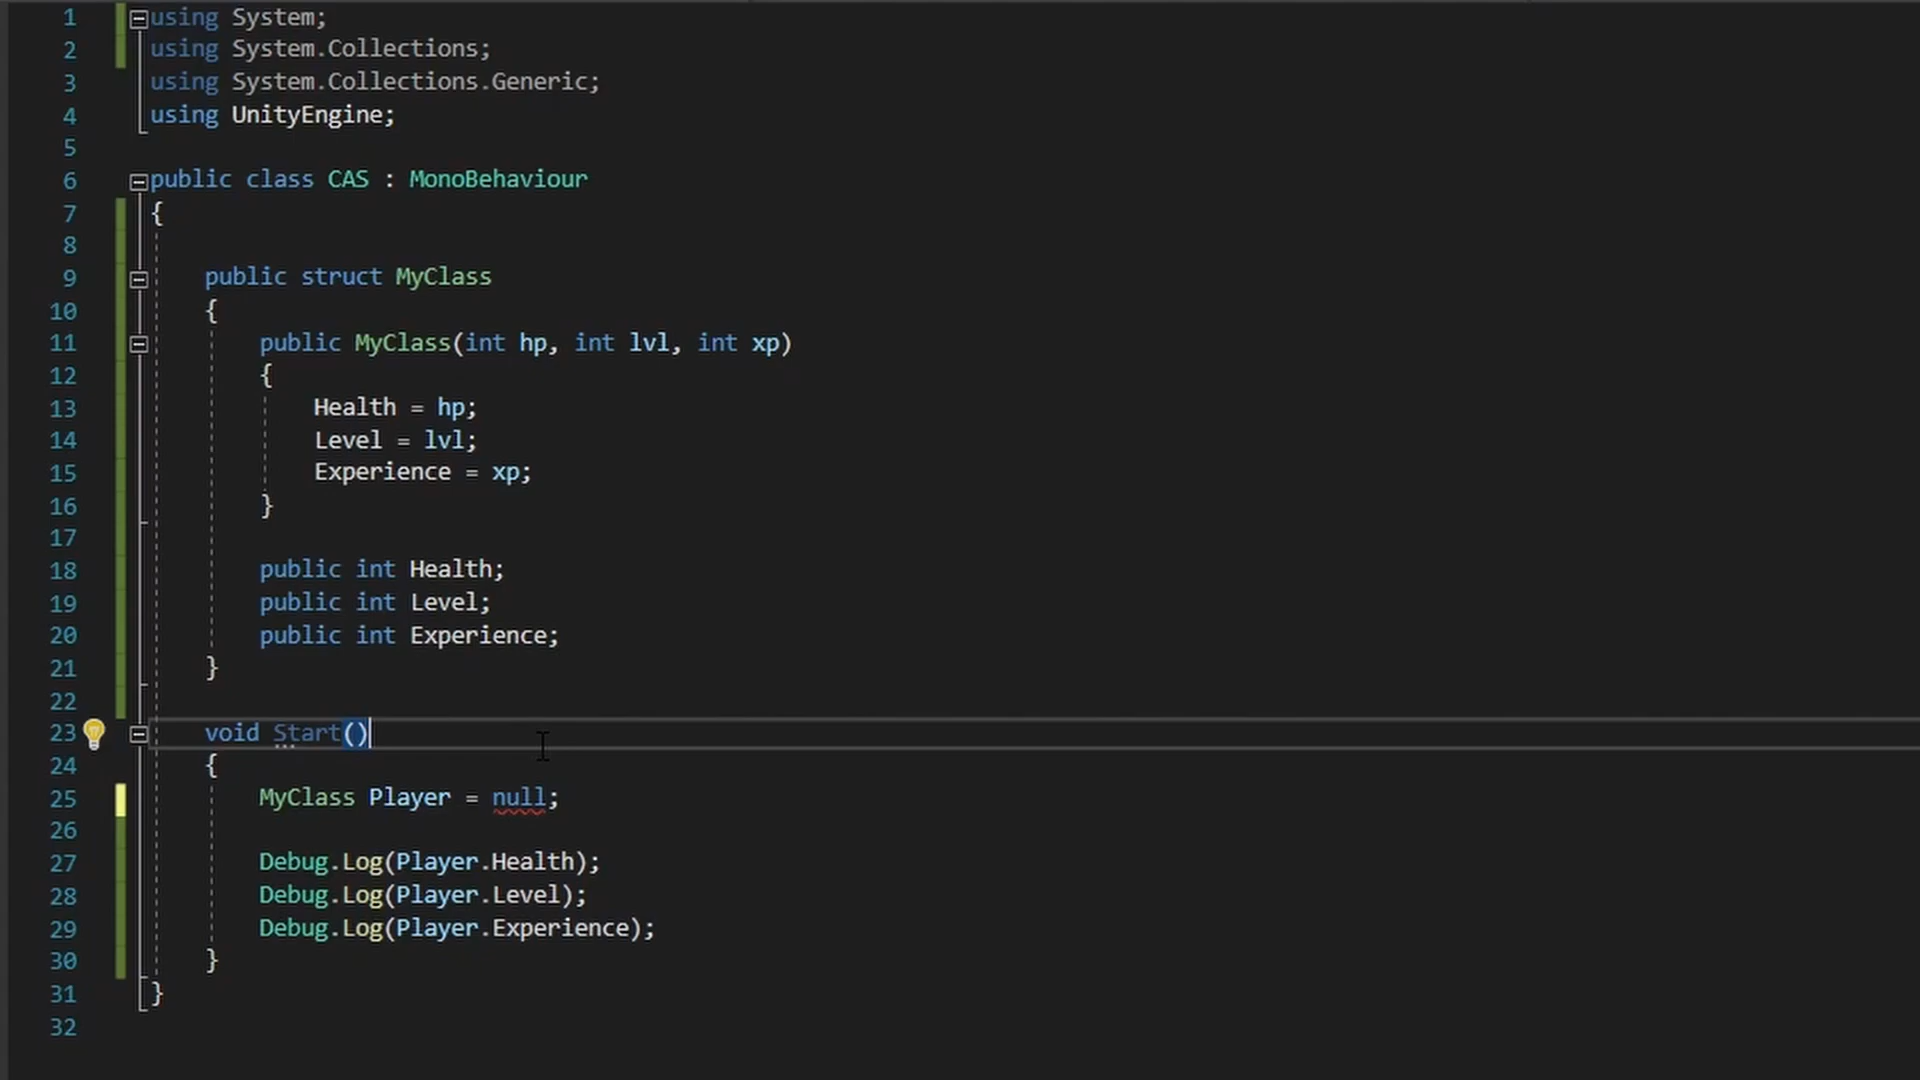 1 using System;
2 using System.Collections;
3 using System.Collections.Generic;
4 using UnityEngine;
5
6 public class CAS : MonoBehaviour
7 {
8
9 public struct MyClass
10 {
11 public MyClass(int hp, int lvl, int xp)
12 {
13 Health = hp;
14 Level = lvl;
15 Experience = xp;
16 }
17
18 public int Health;
19 public int Level;
20 public int Experience;
21 }
22
23 void Start()
24 {
25 MyClass Player = null;
26
27 Debug.Log(Player.Health);
28 Debug.Log(Player.Level);
29 Debug.Log(Player.Experience);
30 }
31 }
32